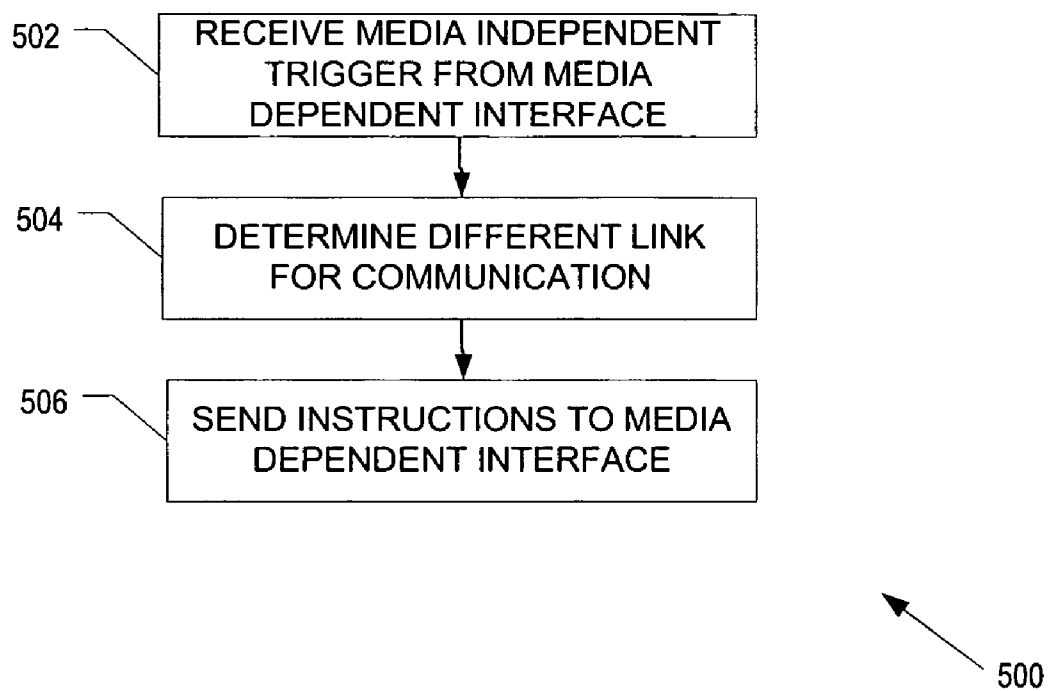 502
RECEIVE MEDIA INDEPENDENT
TRIGGER FROM MEDIA
DEPENDENT INTERFACE
504
DETERMINE DIFFERENT LINK
FOR COMMUNICATION
506
SEND INSTRUCTIONS TO MEDIA
DEPENDENT INTERFACE
500